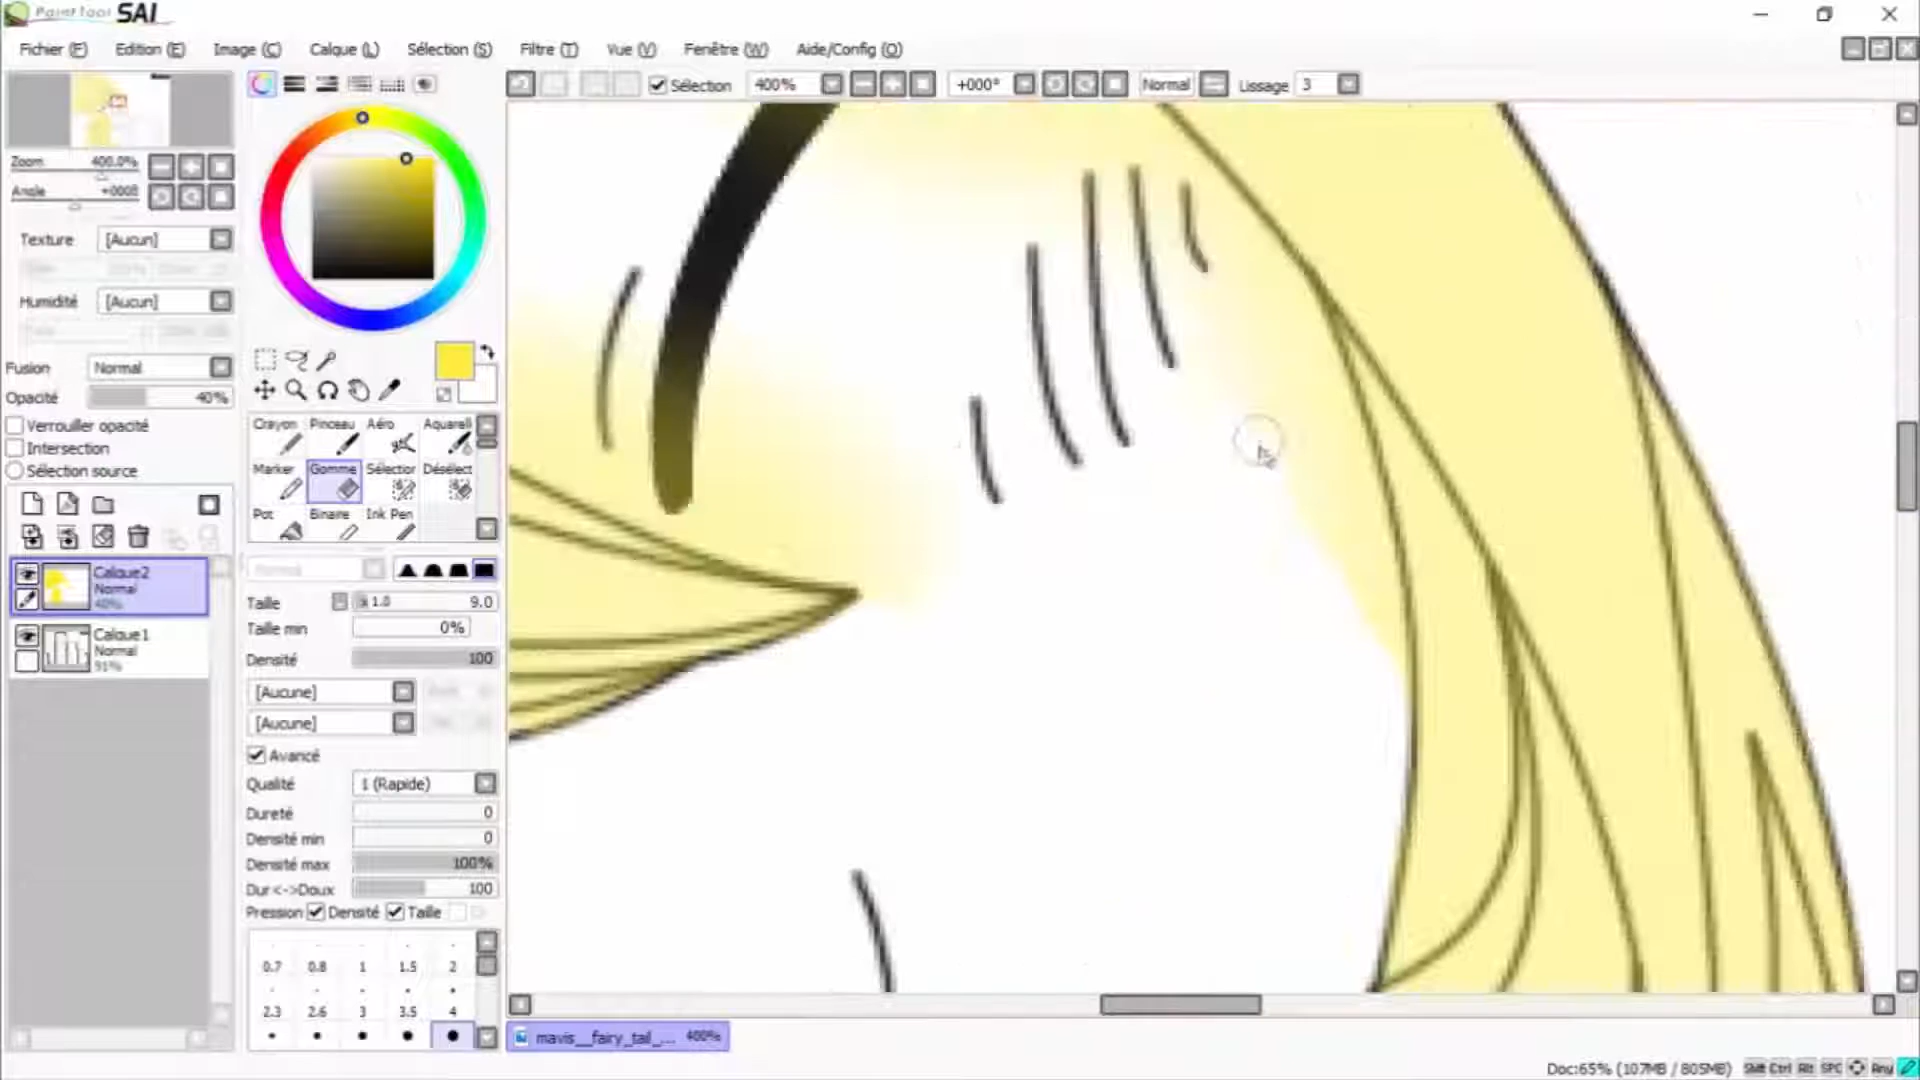 Paint Tool SAI
Fichier (F) Edition (E) Image (C) Calque (L) Sélection (S) Filtre (T) Vue (V) Fenêtre (W) Aide/Config (O)
Sélection 400% +000° Normal Lissage 3
Zoom 400.0%
Angle +000°
Texture [Aucun]
Humidité [Aucun]
Fusion Normal
Opacité 40%
Verrouiller opacité
Intersection
Sélection source
Calque2
Normal
40%
Calque1
Normal
91%
Crayon Pinceau Aéro Aquarell
Marker Gomme Sélection Désélect
Pot Binaire Ink Pen
Taille x 1.0 9.0
Taille min 0%
Densité 100
[Aucune]
[Aucune]
Avancé
Qualité 1 (Rapide)
Dureté 0
Densité min 0
Densité max 100%
Dur<->Doux 100
Pression Densité Taille
0.7 0.8 1 1.5 2
2.3 2.6 3 3.5 4
mavis__fairy_tail_... 400%
Doc:65% (107MB / 805MB) Shift Ctrl Alt SPC Any